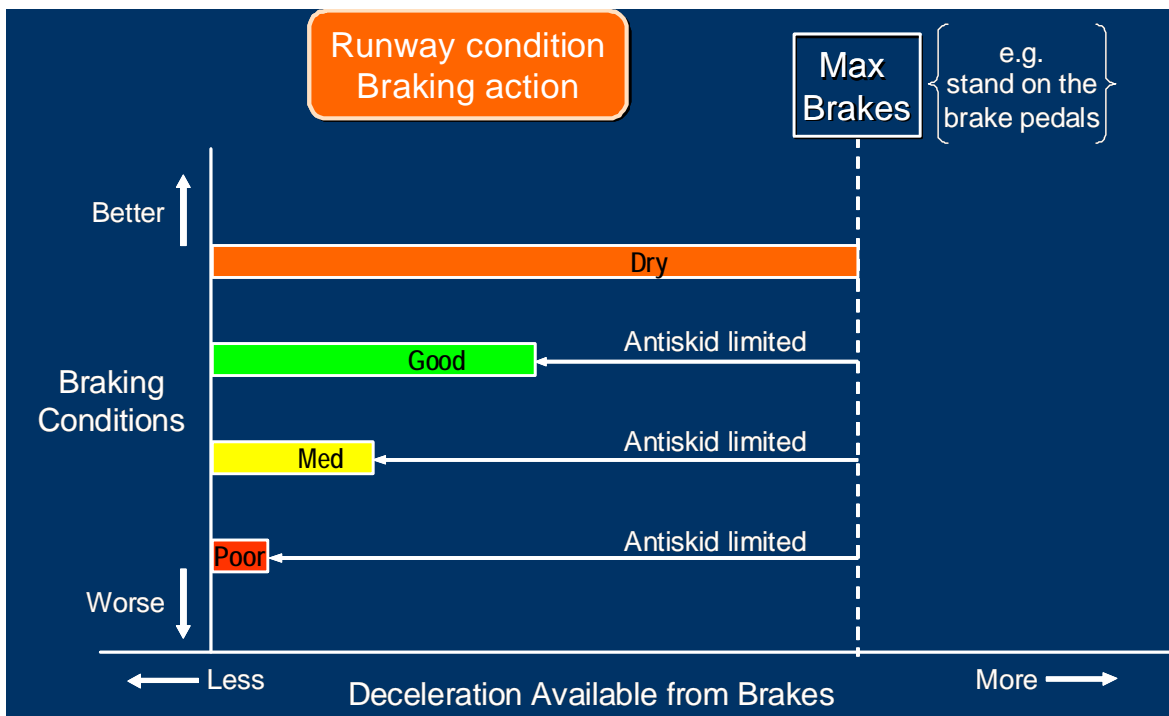 Runway condition
Braking action
Max
Brakes
e.g.
stand on the
brake pedals
Better
Dry
Antiskid limited
Good
Braking
Conditions
Antiskid limited
Med
Antiskid limited
Poor
Worse
Less
Deceleration Available from Brakes
More